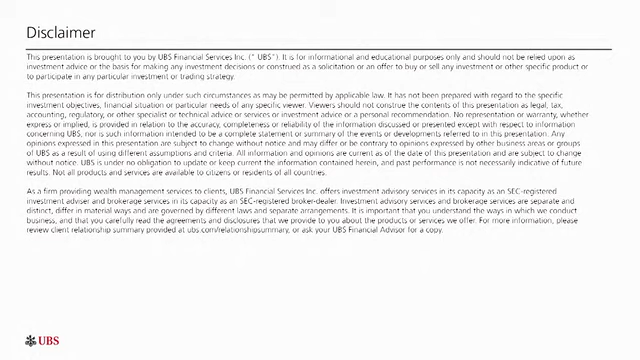 Disclaimer
This presentation is brought to you by UBS Financial Services Inc. (" UBS"). It is for informational and educational purposes only and should not be relied upon as
investment advice or the basis for making any investment decisions or construed as a solicitation or an offer to buy or sell any investment or other specific product or
to participate in any particular investment or trading strategy.
This presentation is for distribution only under such circumstances as may be permitted by applicable law. It has not been prepared with regard to the specific
investment objectives, financial situation or particular needs of any specific viewer. Viewers should not construe the contents of this presentation as legal, tax,
accounting, regulatory, or other specialist or technical advice or services or investment advice or a personal recommendation. No representation or warranty, whether
express or implied, is provided in relation to the accuracy, completeness or reliability of the information discussed or presented except with respect to information
concerning UBS, nor is such information intended to be a complete statement or summary of the events or developments referred to in this presentation. Any
opinions expressed in this presentation are subject to change without notice and may differ or be contrary to opinions expressed by other business areas or groups
of UBS as a result of using different assumptions and criteria. All information and opinions are current as of the date of this presentation and are subject to change
without notice. UBS is under no obligation to update or keep current the information contained herein, and past performance is not necessarily indicative of future
results. Not all products and services are available to citizens or residents of all countries.
As a firm providing wealth management services to clients, UBS Financial Services Inc. offers investment advisory services in its capacity as an SEC-registered
investment adviser and brokerage services in its capacity as an SEC-registered broker-dealer. Investment advisory services and brokerage services are separate and
distinct, differ in material ways and are governed by different laws and separate arrangements. It is important that you understand the ways in which we conduct
business, and that you carefully read the agreements and disclosures that we provide to you about the products or services we offer. For more information, please
review client relationship summary provided at ubs.com/relationshipsummary, or ask your UBS Financial Advisor for a copy.
UBS